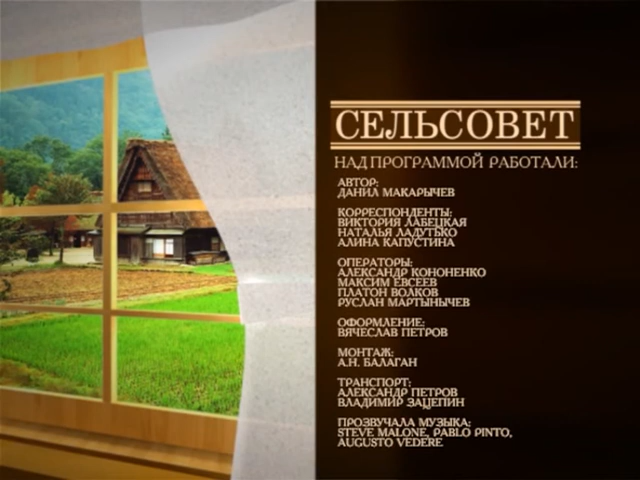 СЕЛЬСОВЕТ
НАД ПРОГРАММОЙ РАБОТАЛИ:
АВТОР:
ДАНИЛ МАКАРЫЧЕВ
КОРРЕСПОНДЕНТЫ:
ВИКТОРИЯ ЛАБЕЦКАЯ
НАТАЛЬЯ ЛАДУТЬКО
АЛИНА КАПУСТИНА
ОПЕРАТОРЫ:
АЛЕКСАНДР КОНОНЕНКО
МАКСИМ ЕВСЕЕВ
ПЛАТОН ВОЛКОВ
РУСЛАН МАРТЫНЫЧЕВ
ОФОРМЛЕНИЕ:
ВЯЧЕСЛАВ ПЕТРОВ
МОНТАЖ:
А.Н. БАЛАГАН
ТРАНСПОРТ:
АЛЕКСАНДР ПЕТРОВ
ВЛАДИМИР ЗАЦЕПИН
ПРОЗВУЧАЛА МУЗЫКА:
STEVE MALONE, PABLO PINTO,
AUGUSTO VEDERE